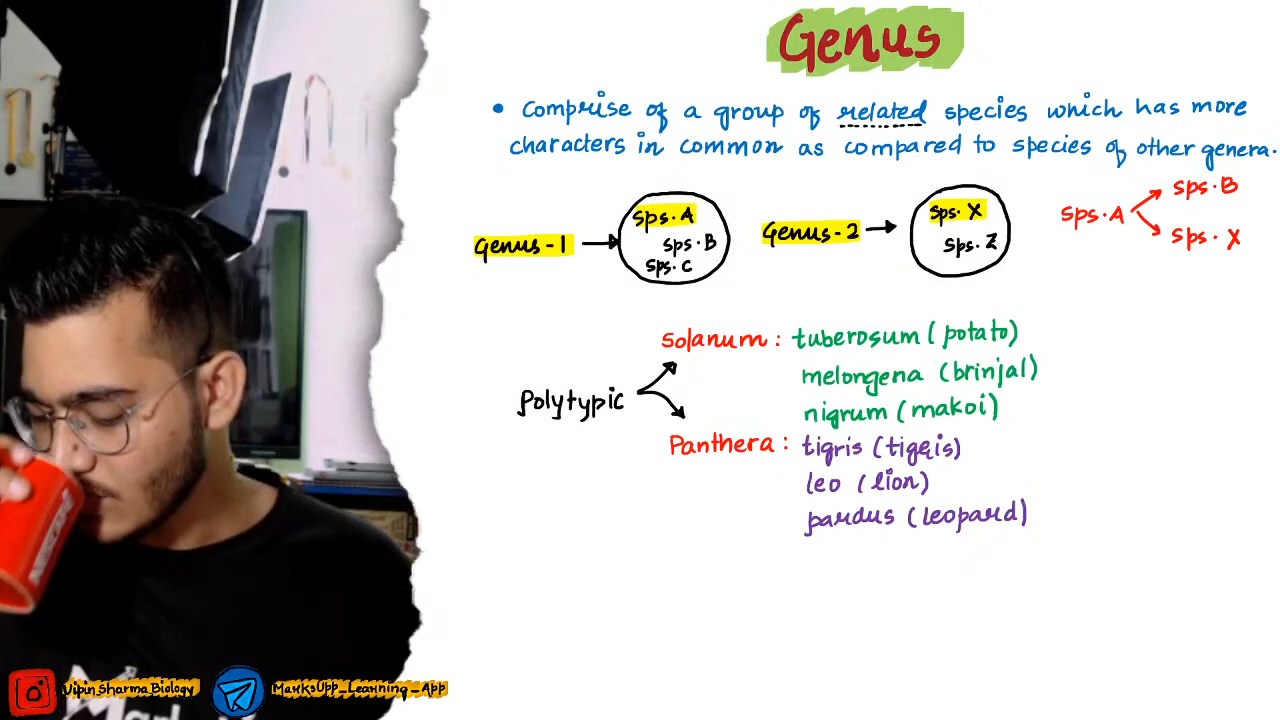 Genus
• Comprise of a group of related species which has more
characters in common as compared to species of other genera.
Genus-1 → Sps.A
Sps.B
Sps.C
Genus-2 → Sps.X
Sps.Z
Sps.A
Sps.B
Sps.X
Polytypic
Solanum: tuberosum (potato)
melongena (brinjal)
nigrum (makoi)
Panthera: tigris (tigris)
leo (lion)
pardus (leopard)
VipinSharmaBiology
MarksUpp_Learning_App